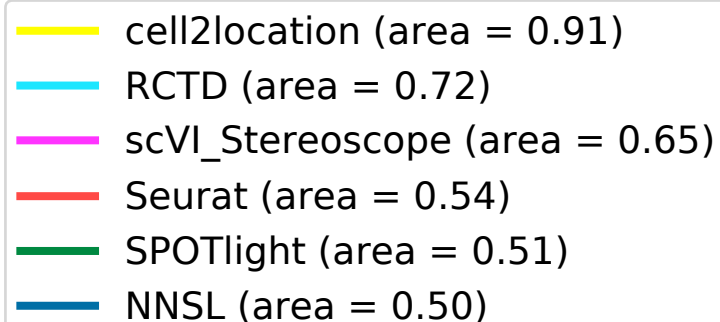 cell2location (area = 0.91)
RCTD (area = 0.72)
scVI_Stereoscope (area = 0.65)
Seurat (area = 0.54)
SPOTlight (area = 0.51)
NNSL (area = 0.50)